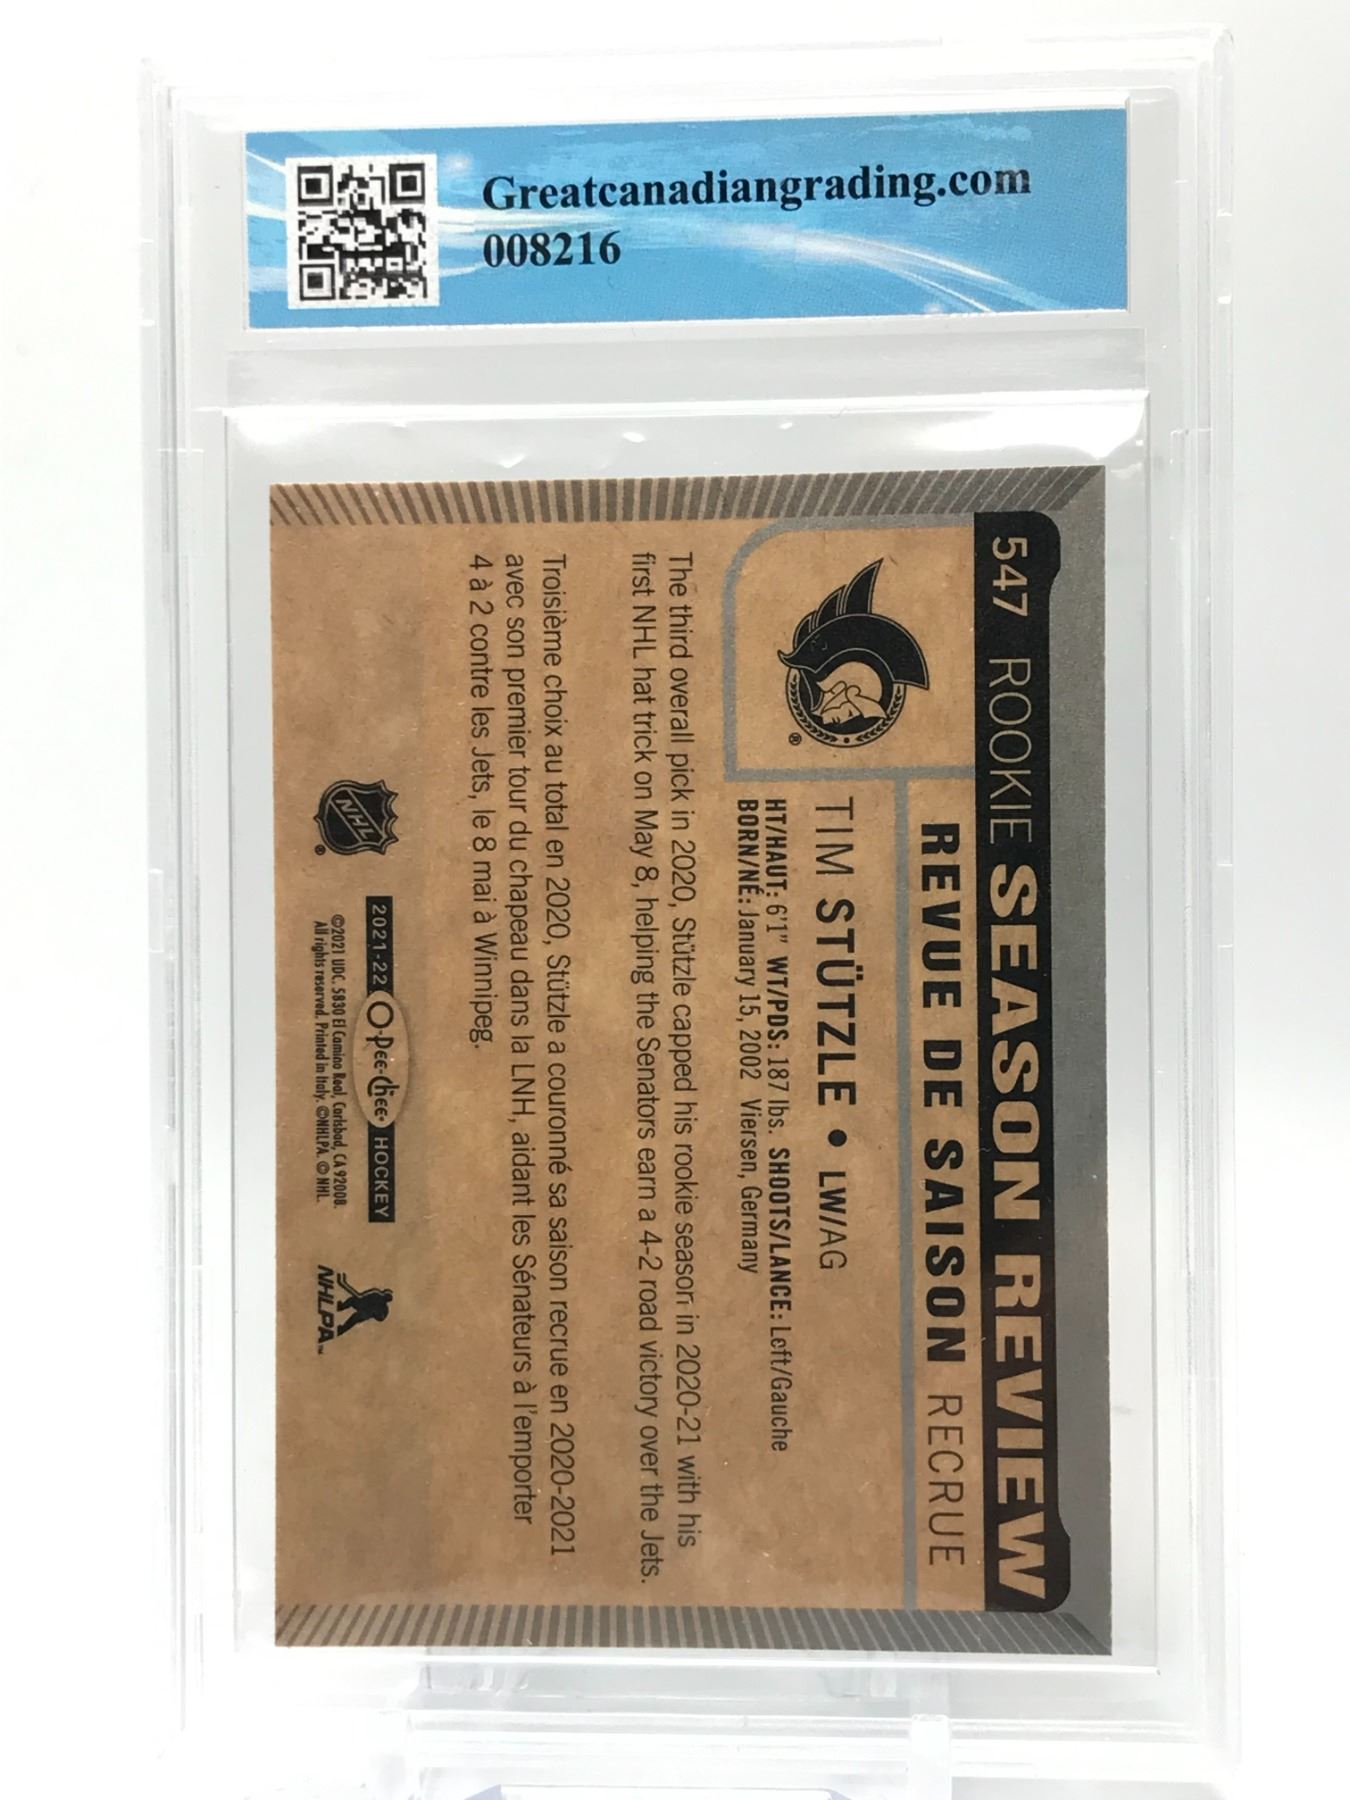 Greatcanadiangrading.com
008216
547 ROOKIE SEASON REVIEW
REVUE DE SAISON RECRUE
TIM STÜTZLE • LW/AG
HT/HAUT: 6'1" WT/PDS: 187 lbs. SHOOTS/LANCE: Left/Gauche
BORN/NÉ: January 15, 2002 Viersen, Germany
The third overall pick in 2020, Stützle capped his rookie season in 2020-21 with his
first NHL hat trick on May 8, helping the Senators earn a 4-2 road victory over the Jets.
Troisième choix au total en 2020, Stützle a couronné sa saison recrue en 2020-2021
avec son premier tour du chapeau dans la LNH, aidant les Sénateurs à l'emporter
4 à 2 contre les Jets, le 8 mai à Winnipeg.
NHL ®
2021-22 O-Pee-Chee HOCKEY
©2021 UDC. 5830 El Camino Real, Carlsbad, CA 92008.
All rights reserved. Printed in Italy. ©NHLPA. ©NHL.
NHLPA™
®